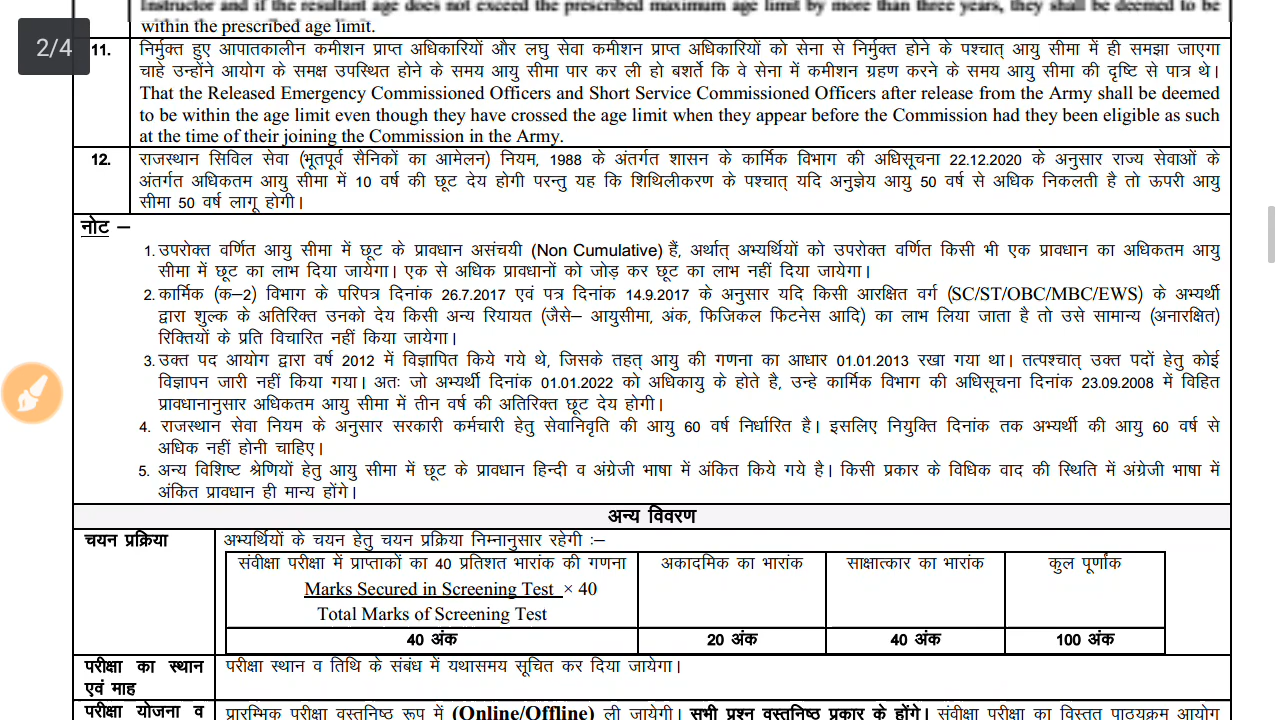 Instructor and if the resultant age does not exceed the prescribed maximum age limit by more than three years, they shall be deemed to be
within the prescribed age limit.
2/4
11. निर्मुक्त हुए आपातकालीन कमीशन प्राप्त अधिकारियों और लघु सेवा कमीशन प्राप्त अधिकारियों को सेना से निर्मुक्त होने के पश्चात् आयु सीमा में ही समझा जाएगा
चाहे उन्होंने आयोग के समक्ष उपस्थित होने के समय आयु सीमा पार कर ली हो बशर्ते कि वे सेना में कमीशन ग्रहण करने के समय आयु सीमा की दृष्टि से पात्र थे।
That the Released Emergency Commissioned Officers and Short Service Commissioned Officers after release from the Army shall be deemed
to be within the age limit even though they have crossed the age limit when they appear before the Commission had they been eligible as such
at the time of their joining the Commission in the Army.
12. राजस्थान सिविल सेवा (भूतपूर्व सैनिकों का आमेलन) नियम, 1988 के अंतर्गत शासन के कार्मिक विभाग की अधिसूचना 22.12.2020 के अनुसार राज्य सेवाओं के
अंतर्गत अधिकतम आयु सीमा में 10 वर्ष की छूट देय होगी परन्तु यह कि शिथिलीकरण के पश्चात् यदि अनुज्ञेय आयु 50 वर्ष से अधिक निकलती है तो ऊपरी आयु
सीमा 50 वर्ष लागू होगी।
नोट –
1. उपरोक्त वर्णित आयु सीमा में छूट के प्रावधान असंचयी (Non Cumulative) हैं, अर्थात् अभ्यर्थियों को उपरोक्त वर्णित किसी भी एक प्रावधान का अधिकतम आयु
सीमा में छूट का लाभ दिया जायेगा। एक से अधिक प्रावधानों को जोड़ कर छूट का लाभ नहीं दिया जायेगा।
2. कार्मिक (क–2) विभाग के परिपत्र दिनांक 26.7.2017 एवं पत्र दिनांक 14.9.2017 के अनुसार यदि किसी आरक्षित वर्ग (SC/ST/OBC/MBC/EWS) के अभ्यर्थी
द्वारा शुल्क के अतिरिक्त उनको देय किसी अन्य रियायत (जैसे– आयुसीमा, अंक, फिजिकल फिटनेस आदि) का लाभ लिया जाता है तो उसे सामान्य (अनारक्षित)
रिक्तियों के प्रति विचारित नहीं किया जायेगा।
3. उक्त पद आयोग द्वारा वर्ष 2012 में विज्ञापित किये गये थे, जिसके तहत् आयु की गणना का आधार 01.01.2013 रखा गया था। तत्पश्चात् उक्त पदों हेतु कोई
विज्ञापन जारी नहीं किया गया। अतः जो अभ्यर्थी दिनांक 01.01.2022 को अधिकायु के होते है, उन्हे कार्मिक विभाग की अधिसूचना दिनांक 23.09.2008 में विहित
प्रावधानानुसार अधिकतम आयु सीमा में तीन वर्ष की अतिरिक्त छूट देय होगी।
4. राजस्थान सेवा नियम के अनुसार सरकारी कर्मचारी हेतु सेवानिवृति की आयु 60 वर्ष निर्धारित है। इसलिए नियुक्ति दिनांक तक अभ्यर्थी की आयु 60 वर्ष से
अधिक नहीं होनी चाहिए।
5. अन्य विशिष्ट श्रेणियों हेतु आयु सीमा में छूट के प्रावधान हिन्दी व अंग्रेजी भाषा में अंकित किये गये है। किसी प्रकार के विधिक वाद की स्थिति में अंग्रेजी भाषा में
अंकित प्रावधान ही मान्य होंगे।
अन्य विवरण
चयन प्रक्रिया अभ्यर्थियों के चयन हेतु चयन प्रक्रिया निम्नानुसार रहेगी :–
संवीक्षा परीक्षा में प्राप्ताकों का 40 प्रतिशत भारांक की गणना अकादमिक का भारांक साक्षात्कार का भारांक कुल पूर्णांक
Marks Secured in Screening Test × 40
Total Marks of Screening Test
40 अंक 20 अंक 40 अंक 100 अंक
परीक्षा का स्थान परीक्षा स्थान व तिथि के संबंध में यथासमय सूचित कर दिया जायेगा।
एवं माह
परीक्षा योजना व प्रारम्भिक परीक्षा वस्तुनिष्ठ रूप में (Online/Offline) ली जायेगी। सभी प्रश्न वस्तुनिष्ठ प्रकार के होंगे। संवीक्षा परीक्षा का विस्तृत पाठ्यक्रम आयोग